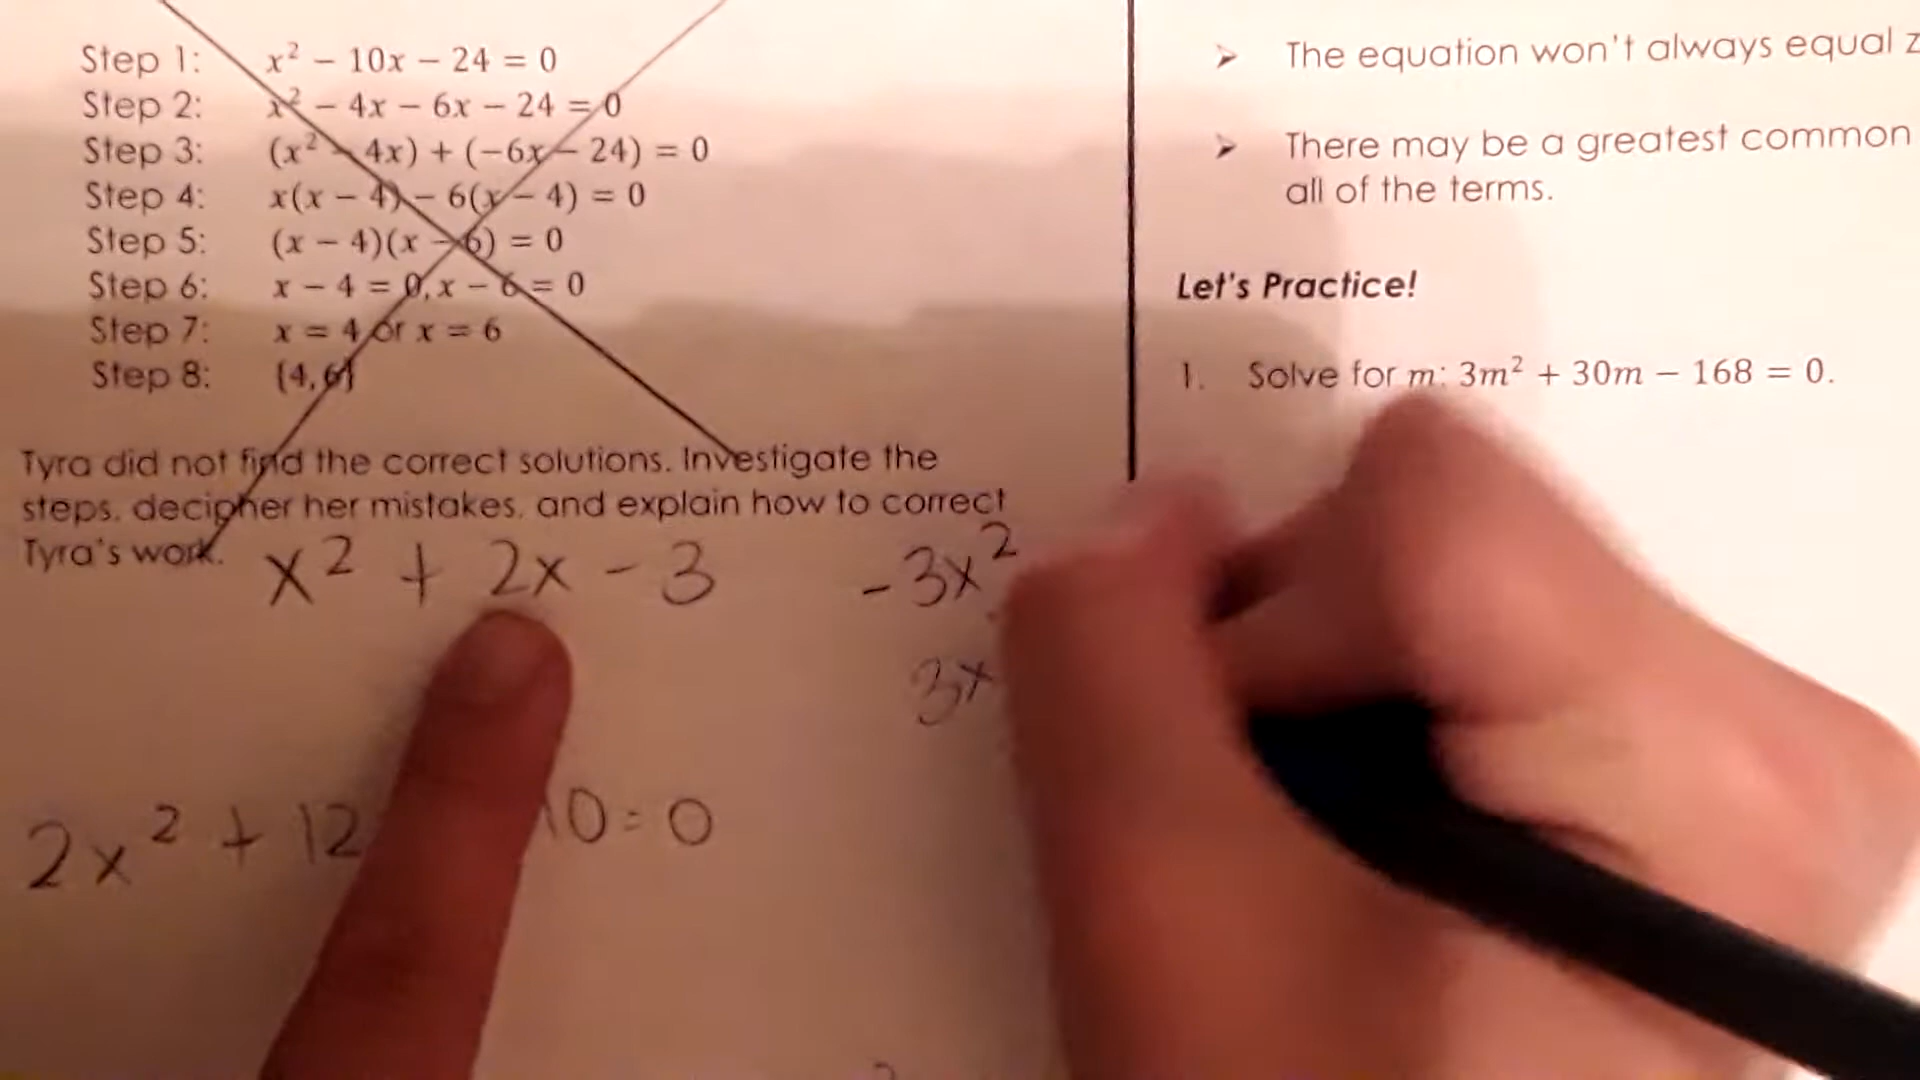 Step 1: x² − 10x − 24 = 0
Step 2: x² − 4x − 6x − 24 = 0
Step 3: (x² − 4x) + (−6x − 24) = 0
Step 4: x(x − 4) − 6(x − 4) = 0
Step 5: (x − 4)(x − 6) = 0
Step 6: x − 4 = 0, x − 6 = 0
Step 7: x = 4 or x = 6
Step 8: {4, 6}
Tyra did not find the correct solutions. Investigate the
steps, decipher her mistakes, and explain how to correct
Tyra's work.
x² + 2x - 3
-3x²
3x
2x² + 12 10 = 0
➢ The equation won't always equal
➢ There may be a greatest common
all of the terms.
Let's Practice!
1. Solve for m: 3m² + 30m − 168 = 0.